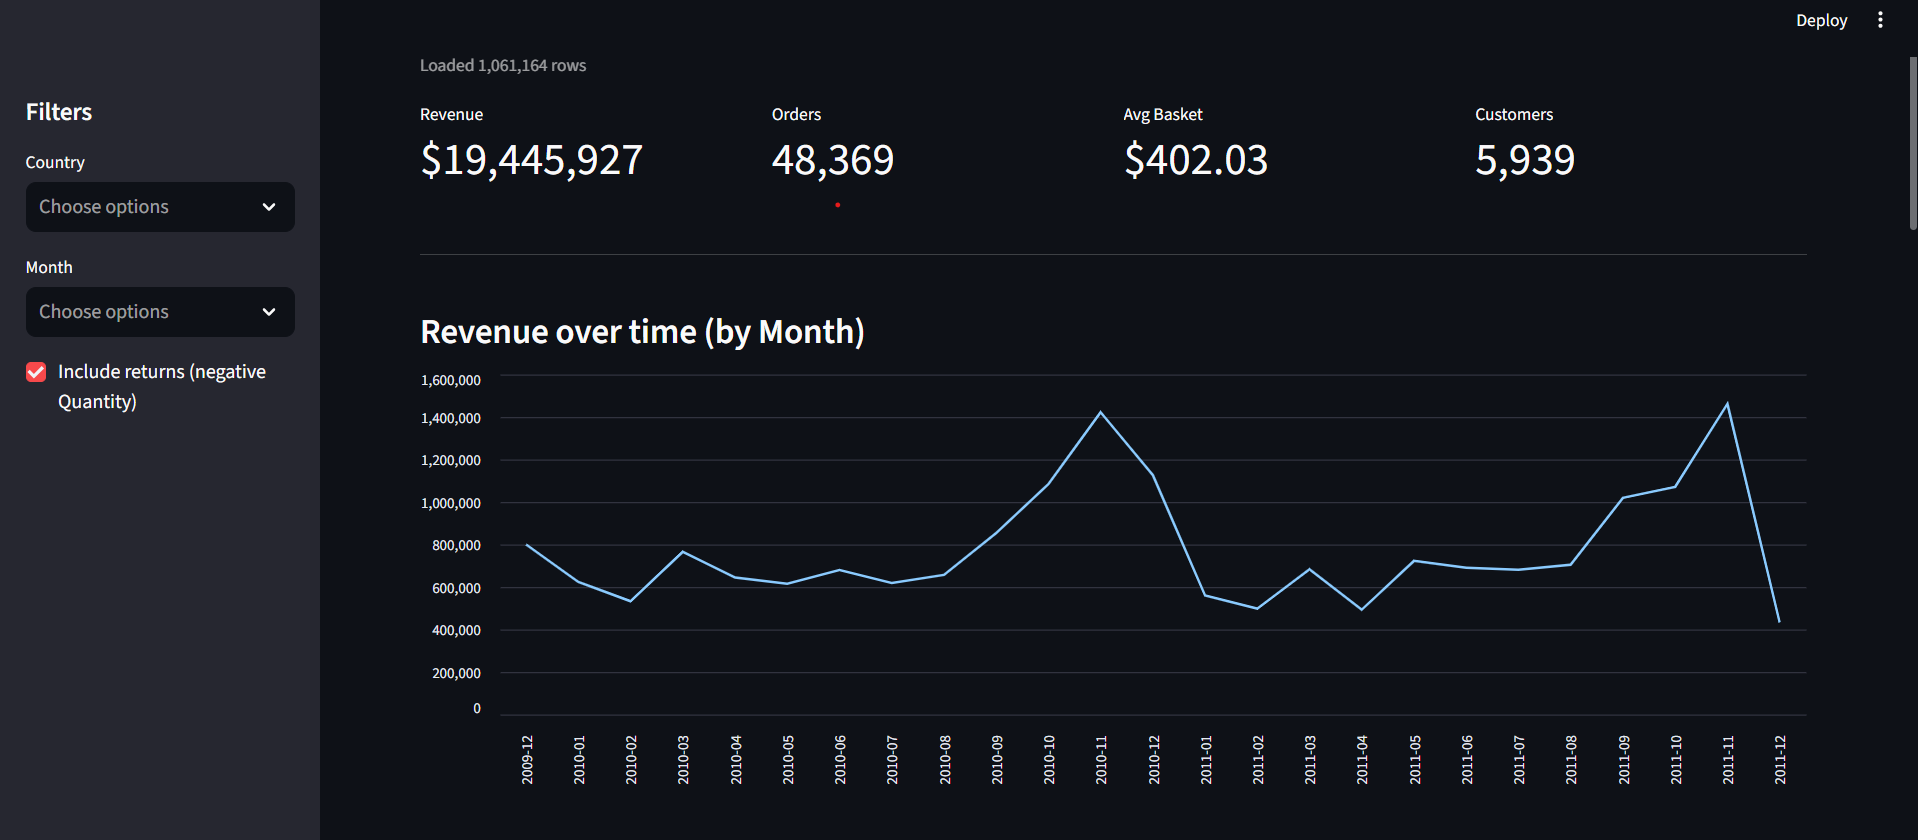 Deploy
Filters
Country
Choose options
Month
Choose options
Include returns (negative
Quantity)
Loaded 1,061,164 rows
Revenue
$19,445,927
Orders
48,369
Avg Basket
$402.03
Customers
5,939
Revenue over time (by Month)
1,600,000
1,400,000
1,200,000
1,000,000
800,000
600,000
400,000
200,000
0
2009-12
2010-01
2010-02
2010-03
2010-04
2010-05
2010-06
2010-07
2010-08
2010-09
2010-10
2010-11
2010-12
2011-01
2011-02
2011-03
2011-04
2011-05
2011-06
2011-07
2011-08
2011-09
2011-10
2011-11
2011-12